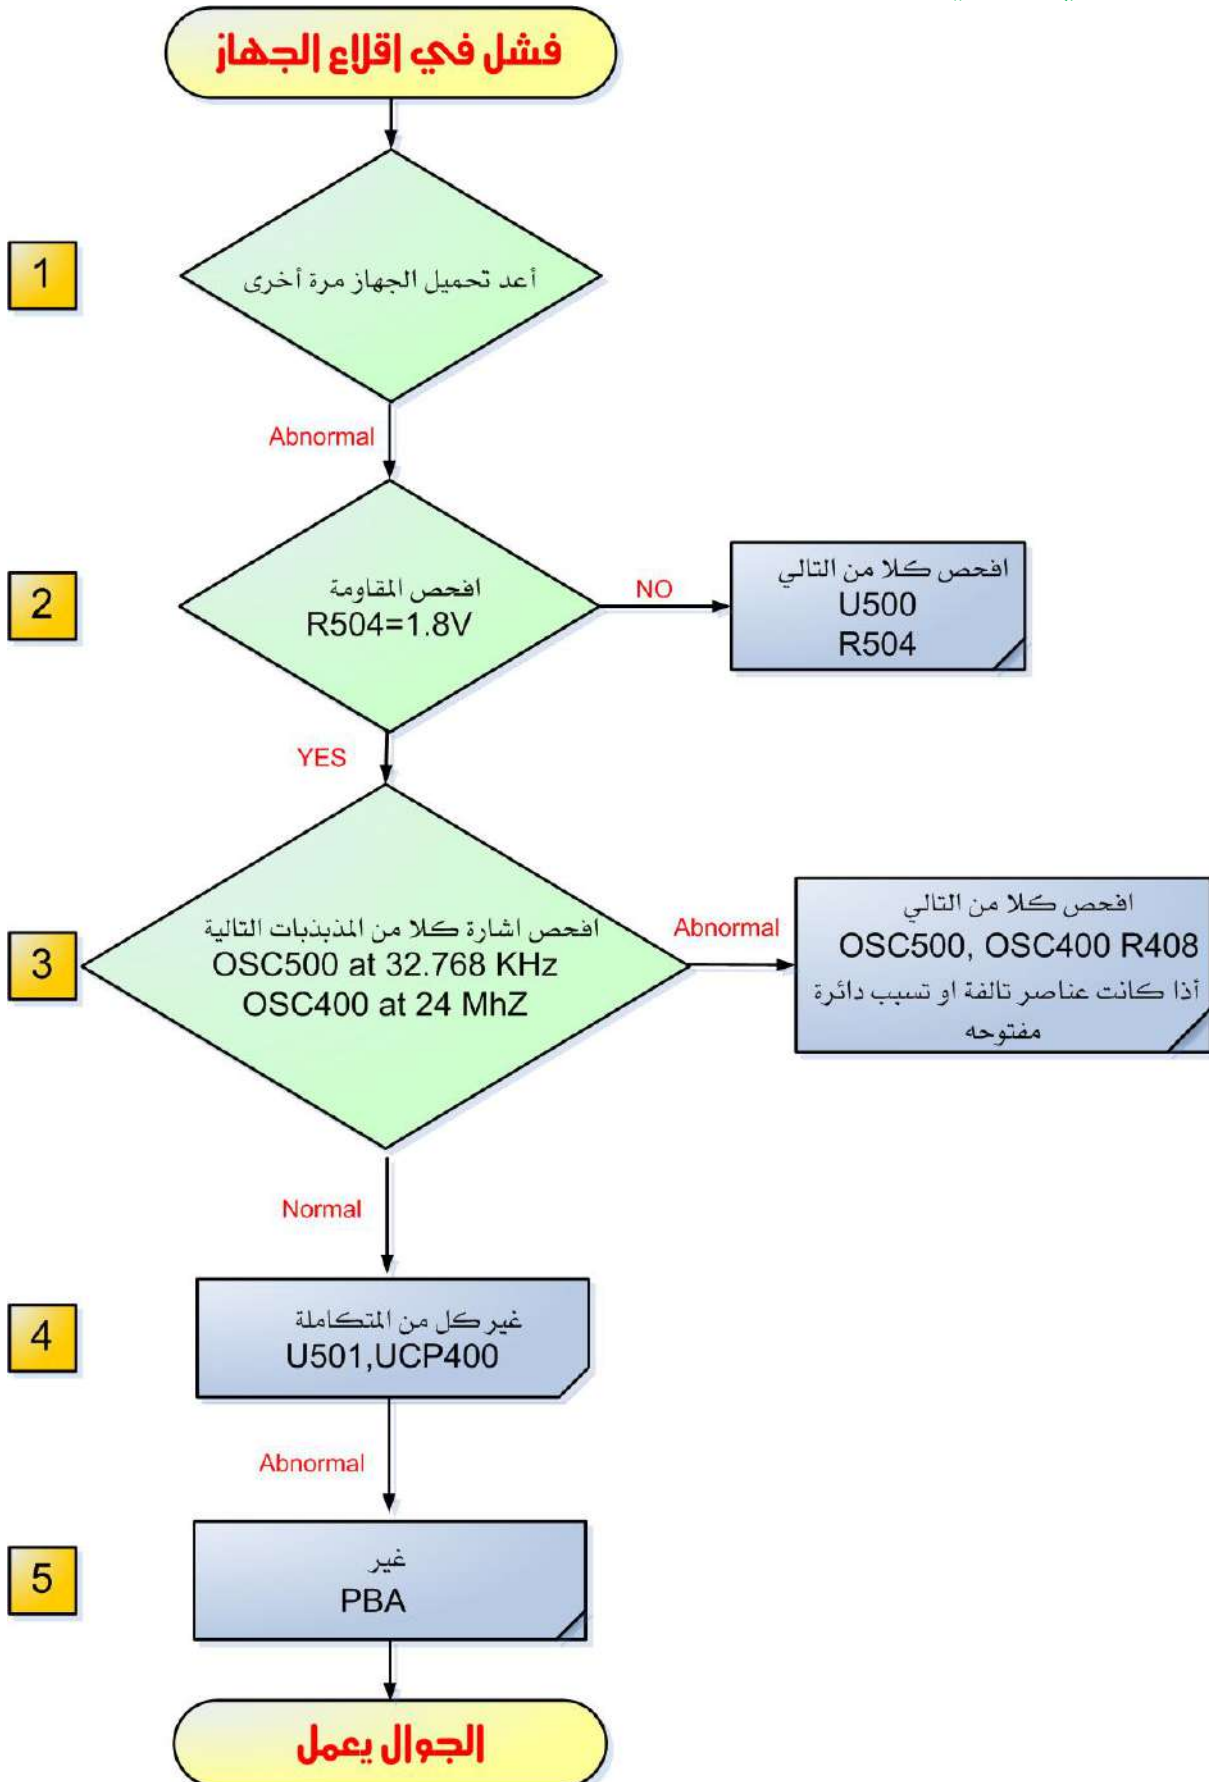 فشل في اقلاع الجهاز
1
أعد تحميل الجهاز مرة أخرى
Abnormal
2
افحص المقاومة
R504=1.8V
NO
افحص كلا من التالي
U500
R504
YES
3
افحص اشارة كلا من المذبذبات التالية
OSC500 at 32.768 KHz
OSC400 at 24 MhZ
Abnormal
افحص كلا من التالي
OSC500, OSC400 R408
أذا كانت عناصر تالفة او تسبب دائرة
مفتوحه
Normal
4
غير كل من المتكاملة
U501,UCP400
Abnormal
5
غير
PBA
الجوال يعمل